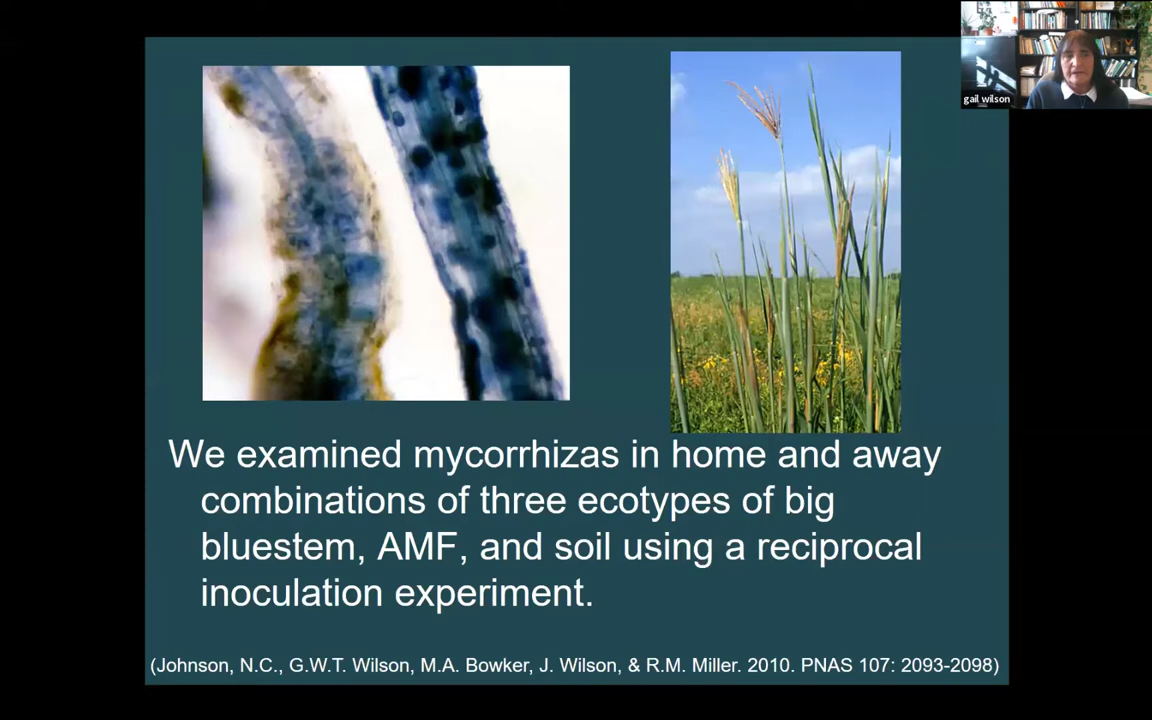 gail wilson
We examined mycorrhizas in home and away
combinations of three ecotypes of big
bluestem, AMF, and soil using a reciprocal
inoculation experiment.
(Johnson, N.C., G.W.T. Wilson, M.A. Bowker, J. Wilson, & R.M. Miller. 2010. PNAS 107: 2093-2098)